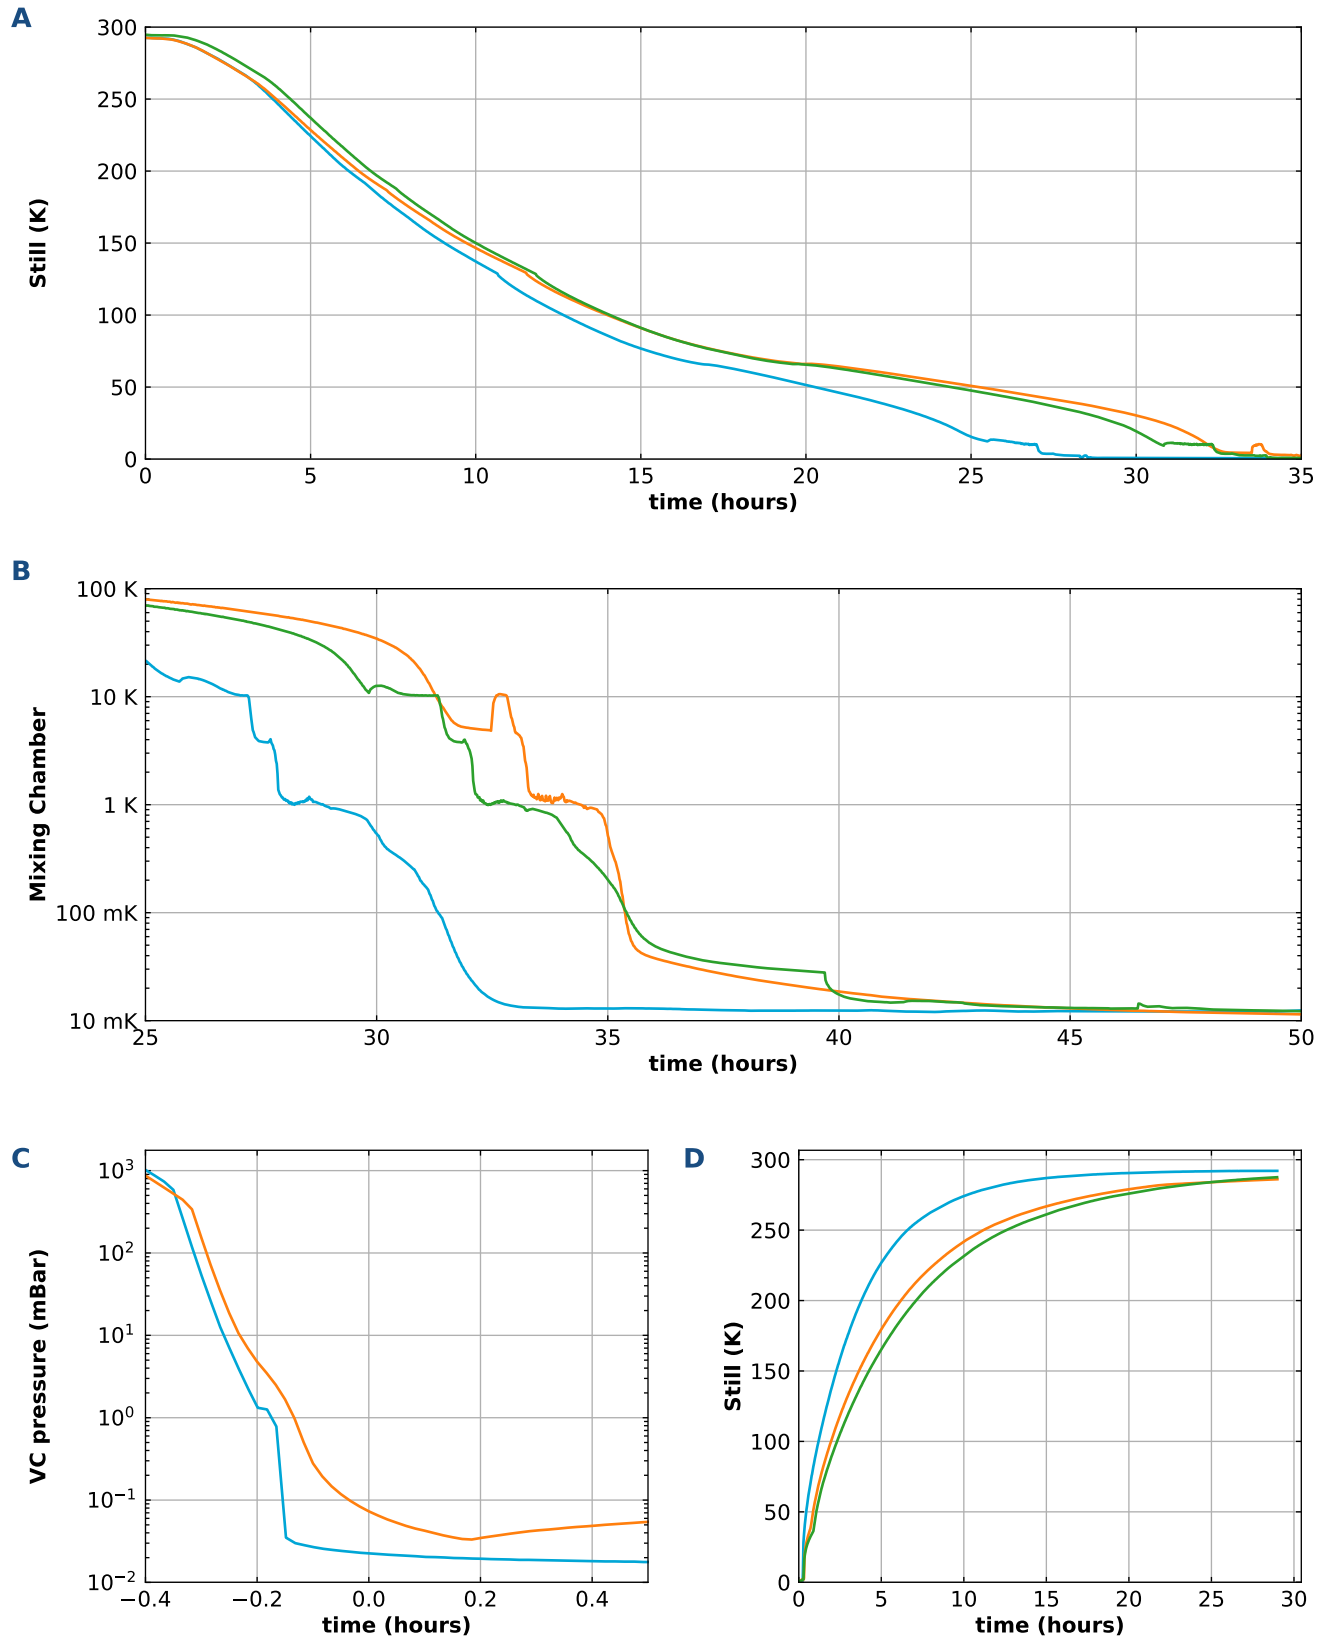 A
300
250
200
150
100
50
0
Still (K)
0 5 10 15 20 25 30 35
time (hours)
B
100 K
10 K
1 K
100 mK
10 mK
Mixing Chamber
25 30 35 40 45 50
time (hours)
C
10³
10²
10¹
10⁰
10⁻¹
10⁻²
VC pressure (mBar)
−0.4 −0.2 0.0 0.2 0.4
time (hours)
D
300
250
200
150
100
50
0
Still (K)
0 5 10 15 20 25 30
time (hours)